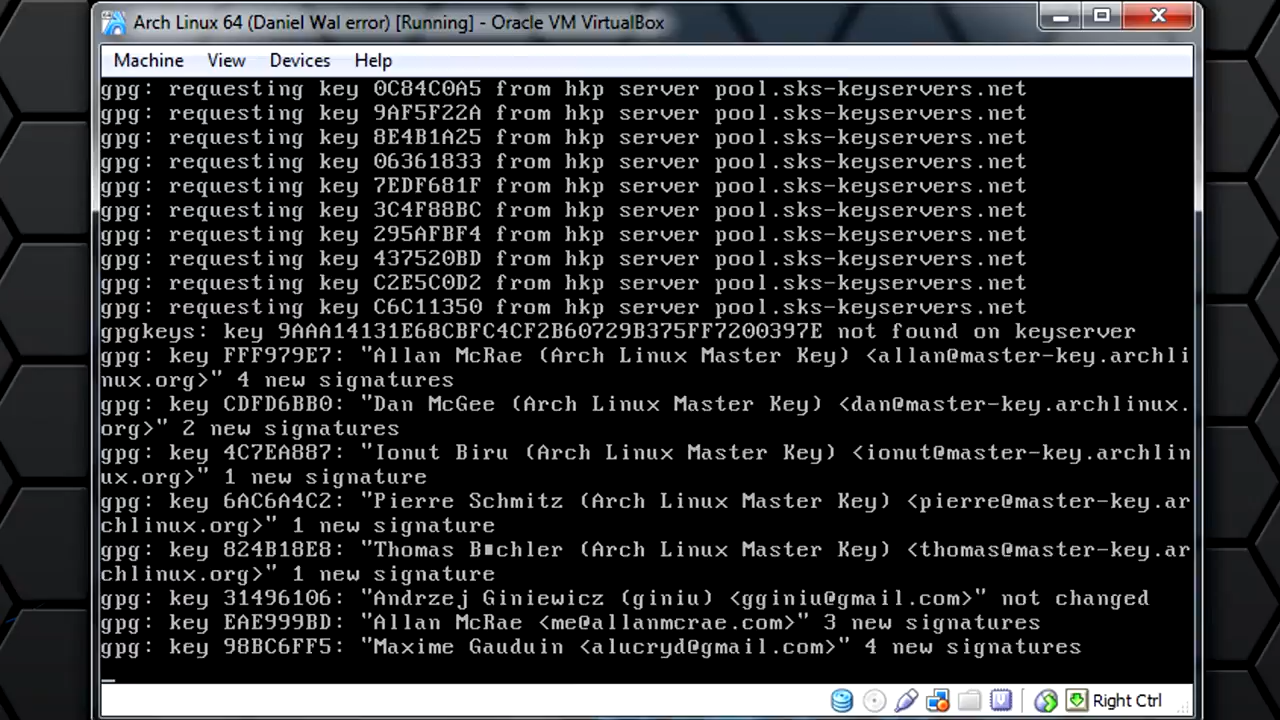 Arch Linux 64 (Daniel Wal error) [Running] - Oracle VM VirtualBox
Machine View Devices Help
gpg: requesting key 0C84C0A5 from hkp server pool.sks-keyservers.net
gpg: requesting key 9AF5F22A from hkp server pool.sks-keyservers.net
gpg: requesting key 8E4B1A25 from hkp server pool.sks-keyservers.net
gpg: requesting key 06361833 from hkp server pool.sks-keyservers.net
gpg: requesting key 7EDF681F from hkp server pool.sks-keyservers.net
gpg: requesting key 3C4F88BC from hkp server pool.sks-keyservers.net
gpg: requesting key 295AFBF4 from hkp server pool.sks-keyservers.net
gpg: requesting key 437520BD from hkp server pool.sks-keyservers.net
gpg: requesting key C2E5C0D2 from hkp server pool.sks-keyservers.net
gpg: requesting key C6C11350 from hkp server pool.sks-keyservers.net
gpgkeys: key 9AAA14131E68CBFC4CF2B60729B375FF7200397E not found on keyserver
gpg: key FFF979E7: "Allan McRae (Arch Linux Master Key) <allan@master-key.archli
nux.org>" 4 new signatures
gpg: key CDFD6BB0: "Dan McGee (Arch Linux Master Key) <dan@master-key.archlinux.
org>" 2 new signatures
gpg: key 4C7EA887: "Ionut Biru (Arch Linux Master Key) <ionut@master-key.archlin
ux.org>" 1 new signature
gpg: key 6AC6A4C2: "Pierre Schmitz (Arch Linux Master Key) <pierre@master-key.ar
chlinux.org>" 1 new signature
gpg: key 824B18E8: "Thomas B■chler (Arch Linux Master Key) <thomas@master-key.ar
chlinux.org>" 1 new signature
gpg: key 31496106: "Andrzej Giniewicz (giniu) <gginiu@gmail.com>" not changed
gpg: key EAE999BD: "Allan McRae <me@allanmcrae.com>" 3 new signatures
gpg: key 98BC6FF5: "Maxime Gauduin <alucryd@gmail.com>" 4 new signatures
_
Right Ctrl